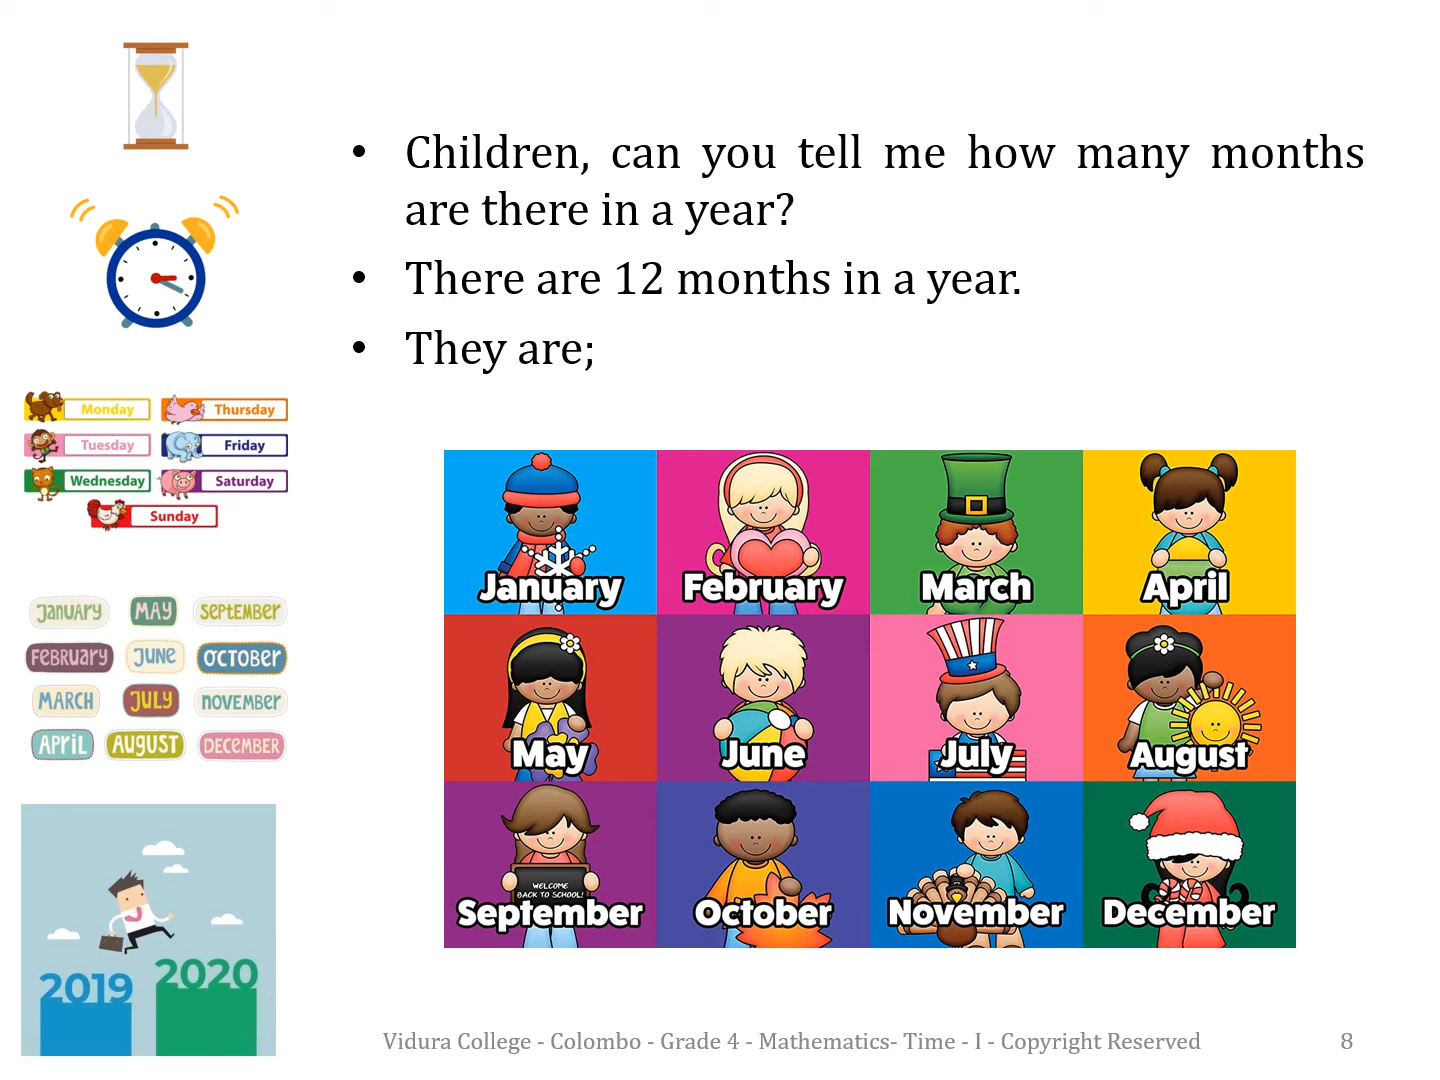 • Children, can you tell me how many months
are there in a year?
• There are 12 months in a year.
• They are;
Monday Thursday
Tuesday Friday
Wednesday Saturday
Sunday
JANUARY MAY SEPTEMBER
FEBRUARY JUNE OCTOBER
MARCH JULY NOVEMBER
APRIL AUGUST DECEMBER
2019 2020
January February March April
May June July August
WELCOME
BACK TO SCHOOL!
September October November December
Vidura College - Colombo - Grade 4 - Mathematics- Time - I - Copyright Reserved 8